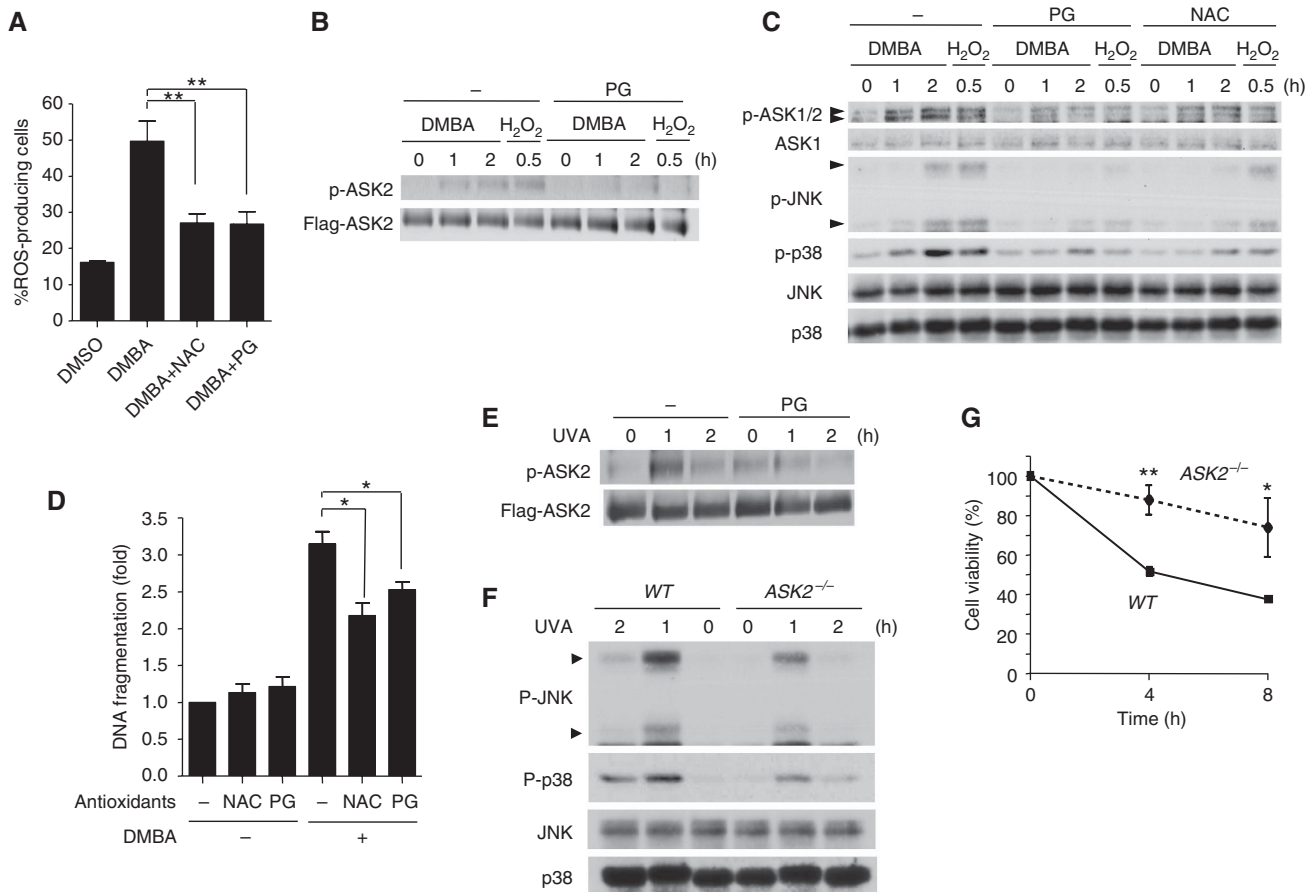 A
**
**
%ROS-producing cells
60
50
40
30
20
10
0
DMSO
DMBA
DMBA+NAC
DMBA+PG
B
– PG
DMBA H2O2 DMBA H2O2
0 1 2 0.5 0 1 2 0.5 (h)
p-ASK2
Flag-ASK2
C
– PG NAC
DMBA H2O2 DMBA H2O2 DMBA H2O2
0 1 2 0.5 0 1 2 0.5 0 1 2 0.5 (h)
p-ASK1/2
ASK1
p-JNK
p-p38
JNK
p38
D
*
*
DNA fragmentation (fold)
3.5
3.0
2.5
2.0
1.5
1.0
0.5
0.0
Antioxidants – NAC PG – NAC PG
DMBA – +
E
– PG
UVA 0 1 2 0 1 2 (h)
p-ASK2
Flag-ASK2
F
WT ASK2–/–
UVA 2 1 0 0 1 2 (h)
P-JNK
P-p38
JNK
p38
G
** ASK2–/– *
WT
Cell viability (%)
100
80
60
40
20
0
0 4 8
Time (h)